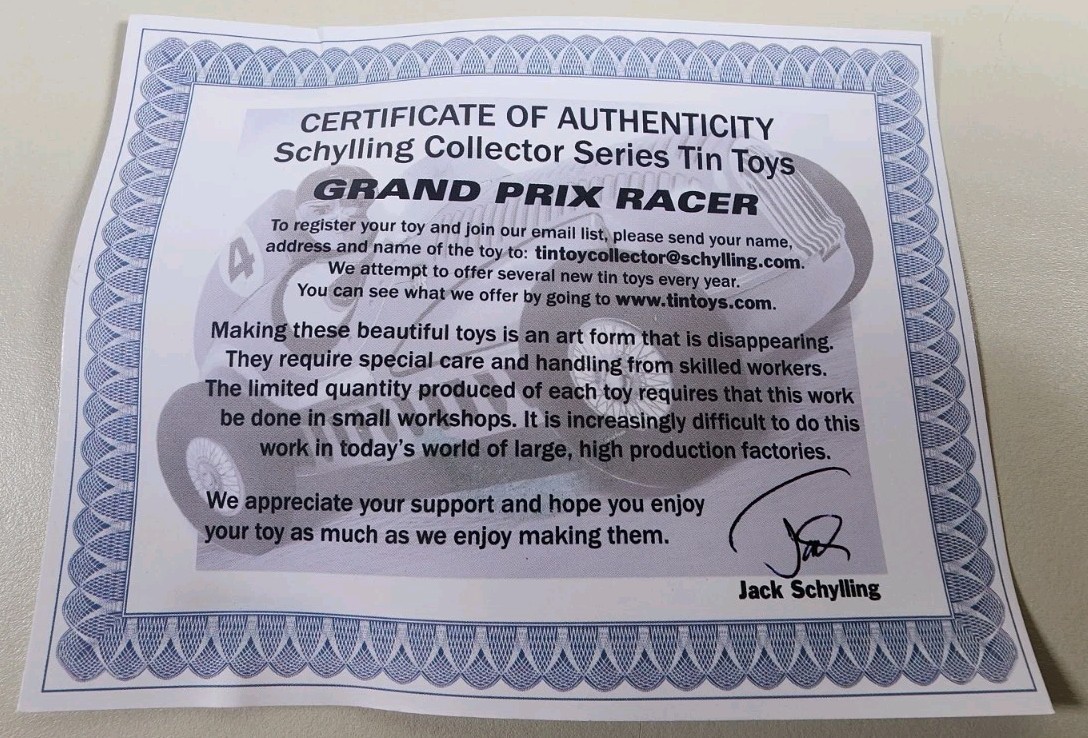 CERTIFICATE OF AUTHENTICITY
Schylling Collector Series Tin Toys
GRAND PRIX RACER
To register your toy and join our email list, please send your name,
address and name of the toy to: tintoycollector@schylling.com.
We attempt to offer several new tin toys every year.
You can see what we offer by going to www.tintoys.com.
4
Making these beautiful toys is an art form that is disappearing.
They require special care and handling from skilled workers.
The limited quantity produced of each toy requires that this work
be done in small workshops. It is increasingly difficult to do this
work in today's world of large, high production factories.
We appreciate your support and hope you enjoy
your toy as much as we enjoy making them.
Jack
Jack Schylling